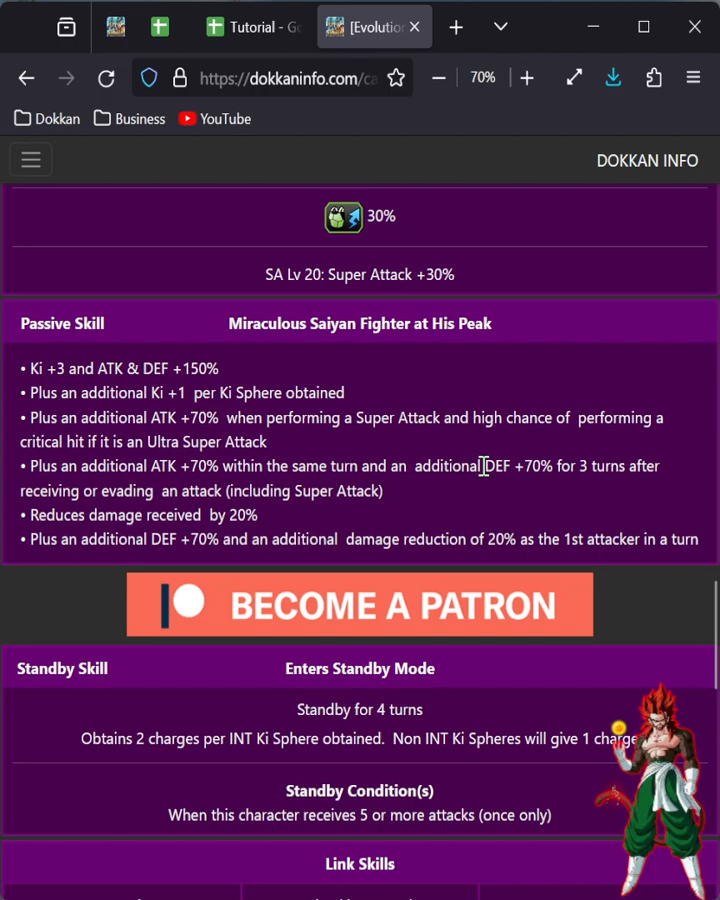 Tutorial - Go
[Evolution
https://dokkaninfo.com/ca
70%
Dokkan
Business
YouTube
DOKKAN INFO
30%
SA Lv 20: Super Attack +30%
Passive Skill
Miraculous Saiyan Fighter at His Peak
• Ki +3 and ATK & DEF +150%
• Plus an additional Ki +1 per Ki Sphere obtained
• Plus an additional ATK +70% when performing a Super Attack and high chance of performing a
critical hit if it is an Ultra Super Attack
• Plus an additional ATK +70% within the same turn and an additional DEF +70% for 3 turns after
receiving or evading an attack (including Super Attack)
• Reduces damage received by 20%
• Plus an additional DEF +70% and an additional damage reduction of 20% as the 1st attacker in a turn
BECOME A PATRON
Standby Skill
Enters Standby Mode
Standby for 4 turns
Obtains 2 charges per INT Ki Sphere obtained. Non INT Ki Spheres will give 1 charge
Standby Condition(s)
When this character receives 5 or more attacks (once only)
Link Skills